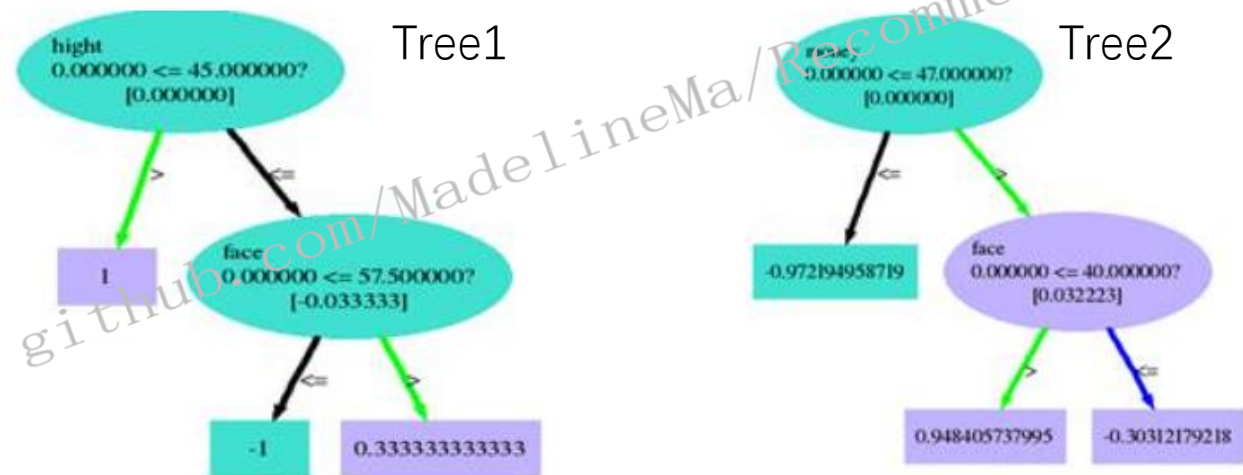 Tree1
hight
0.000000 <= 45.000000?
[0.000000]
>
<=
1
face
0.000000 <= 57.500000?
[-0.033333]
<=
>
-1
0.333333333333
Tree2
money
0.000000 <= 47.000000?
[0.000000]
<=
>
-0.972194958719
face
0.000000 <= 40.000000?
[0.032223]
>
<=
0.948405737995
-0.30312179218
github.com/MadelineMa/Recomme